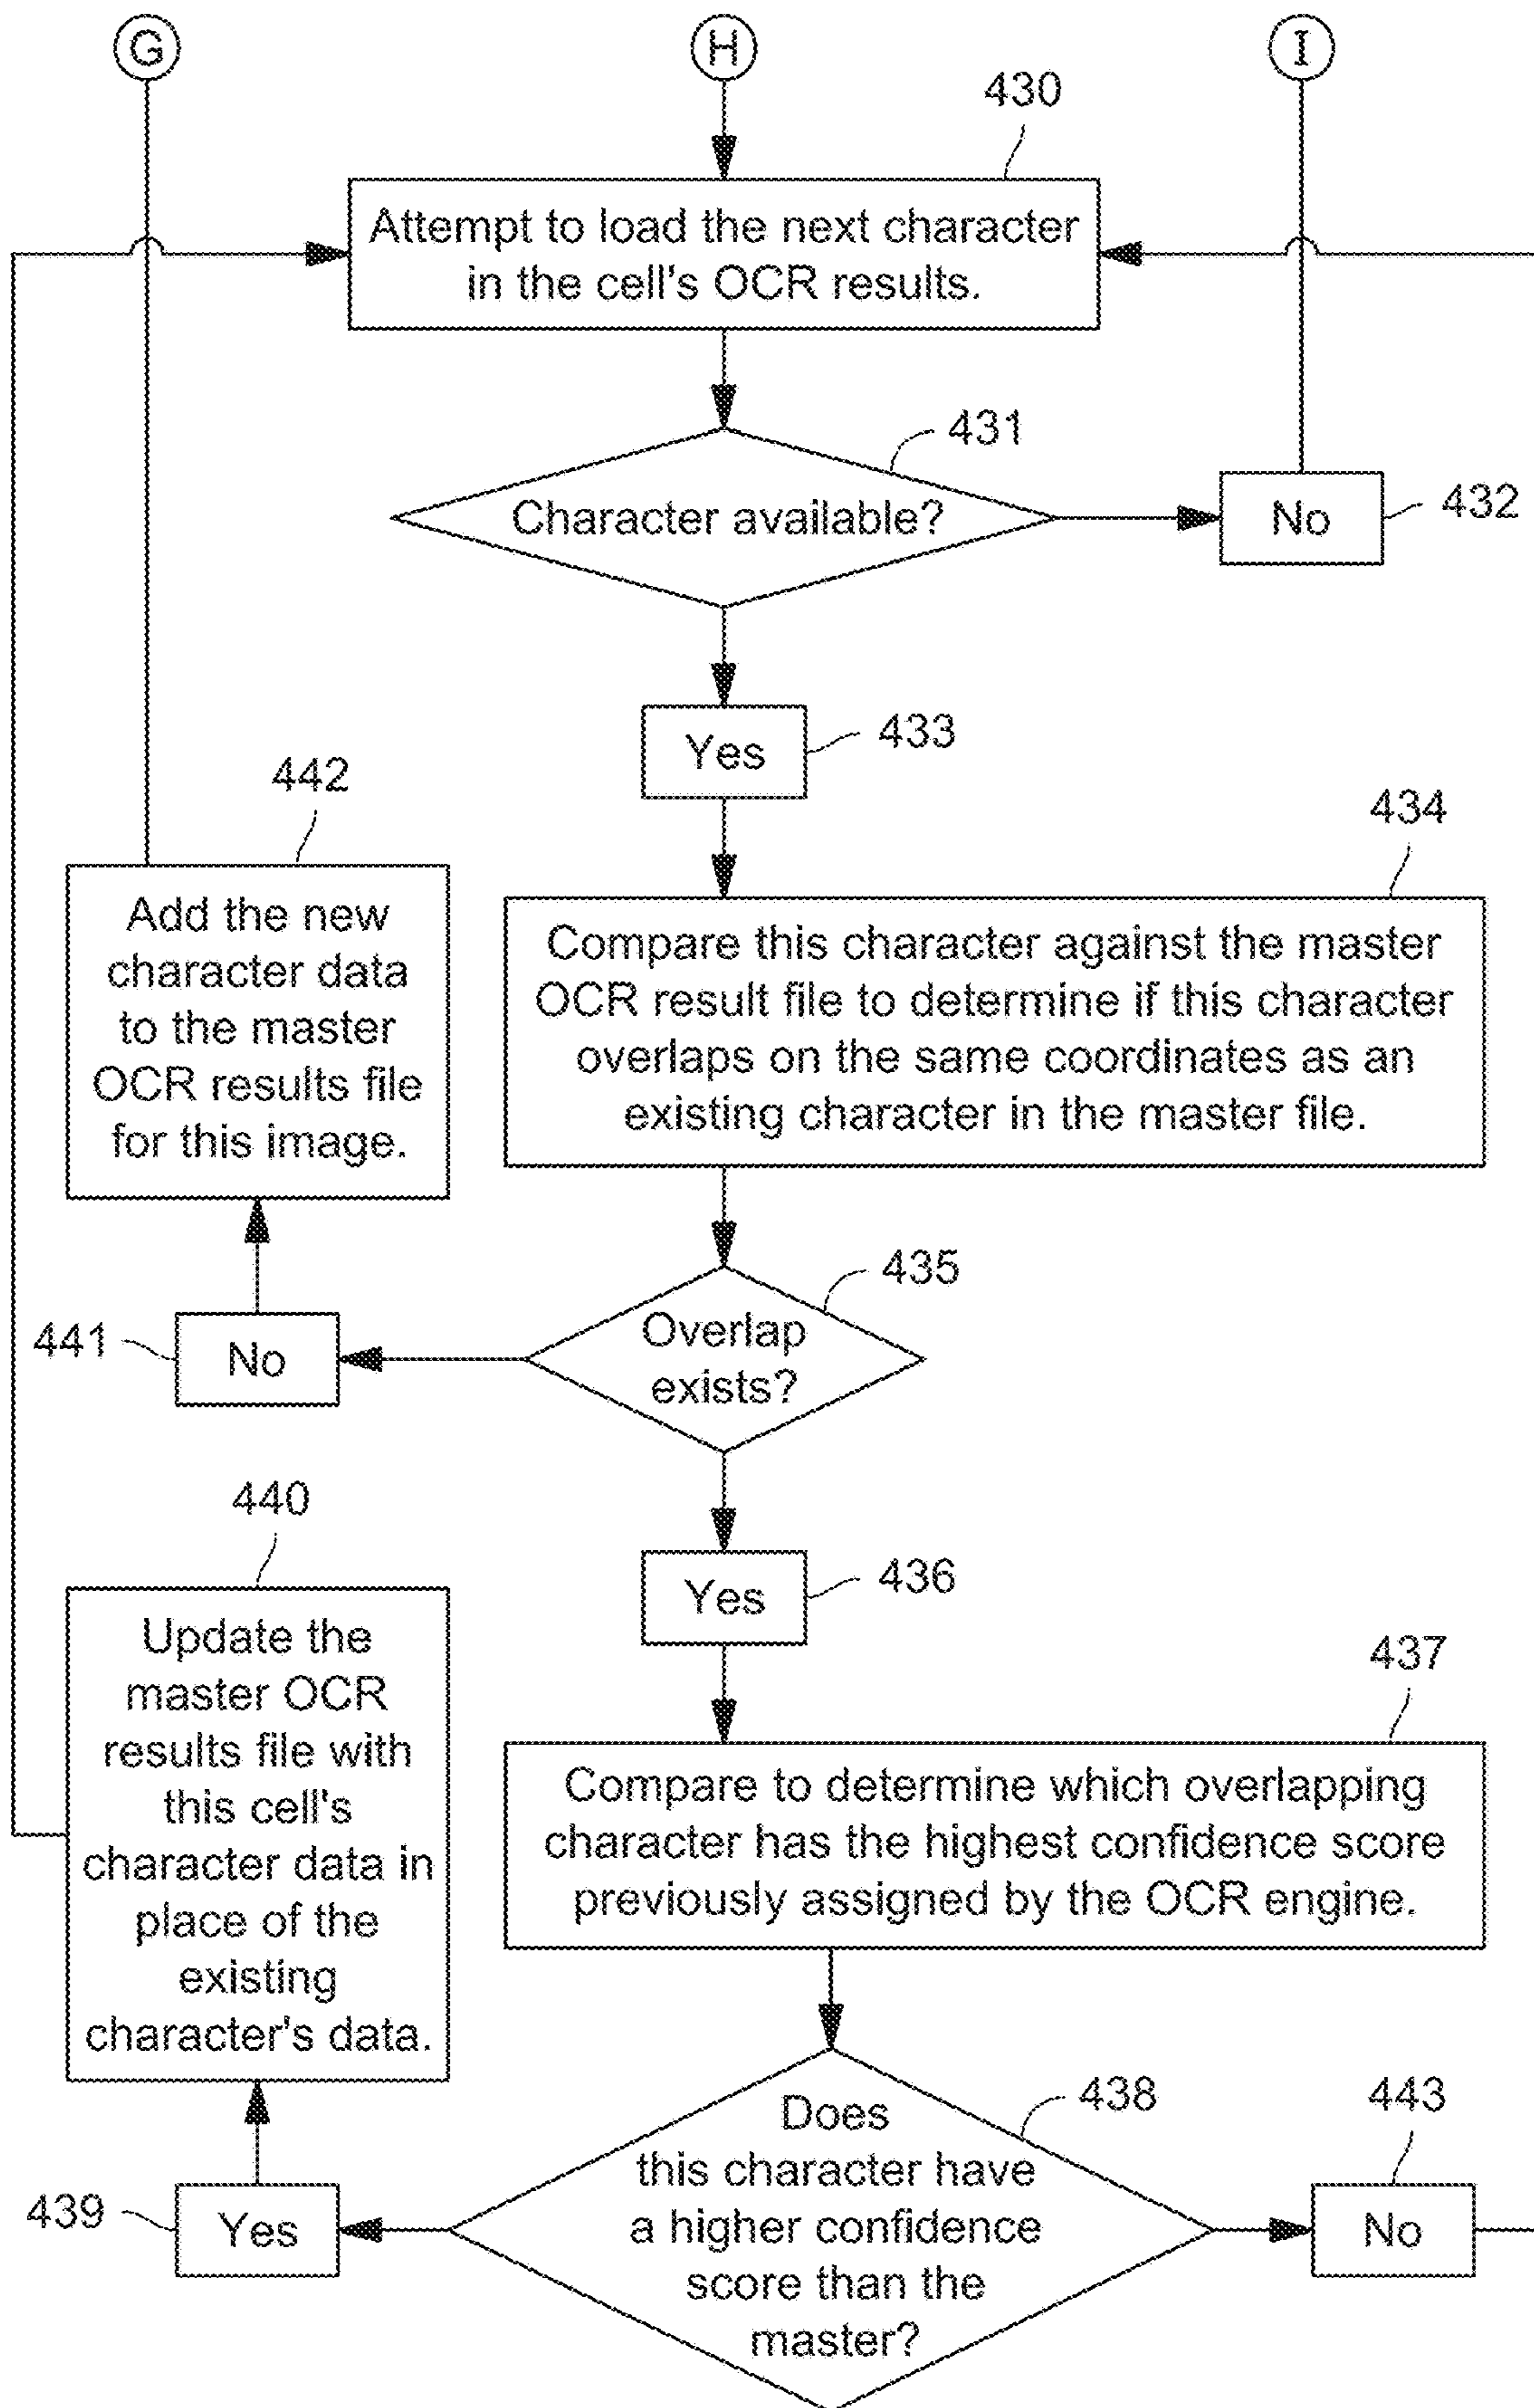 G
H
I
430
Attempt to load the next character
in the cell's OCR results.
431
Character available?
No
432
Yes
433
442
Add the new
character data
to the master
OCR results file
for this image.
434
Compare this character against the master
OCR result file to determine if this character
overlaps on the same coordinates as an
existing character in the master file.
435
Overlap
exists?
441
No
Yes
436
440
Update the
master OCR
results file with
this cell's
character data in
place of the
existing
character's data.
437
Compare to determine which overlapping
character has the highest confidence score
previously assigned by the OCR engine.
438
Does
this character have
a higher confidence
score than the
master?
439
Yes
443
No